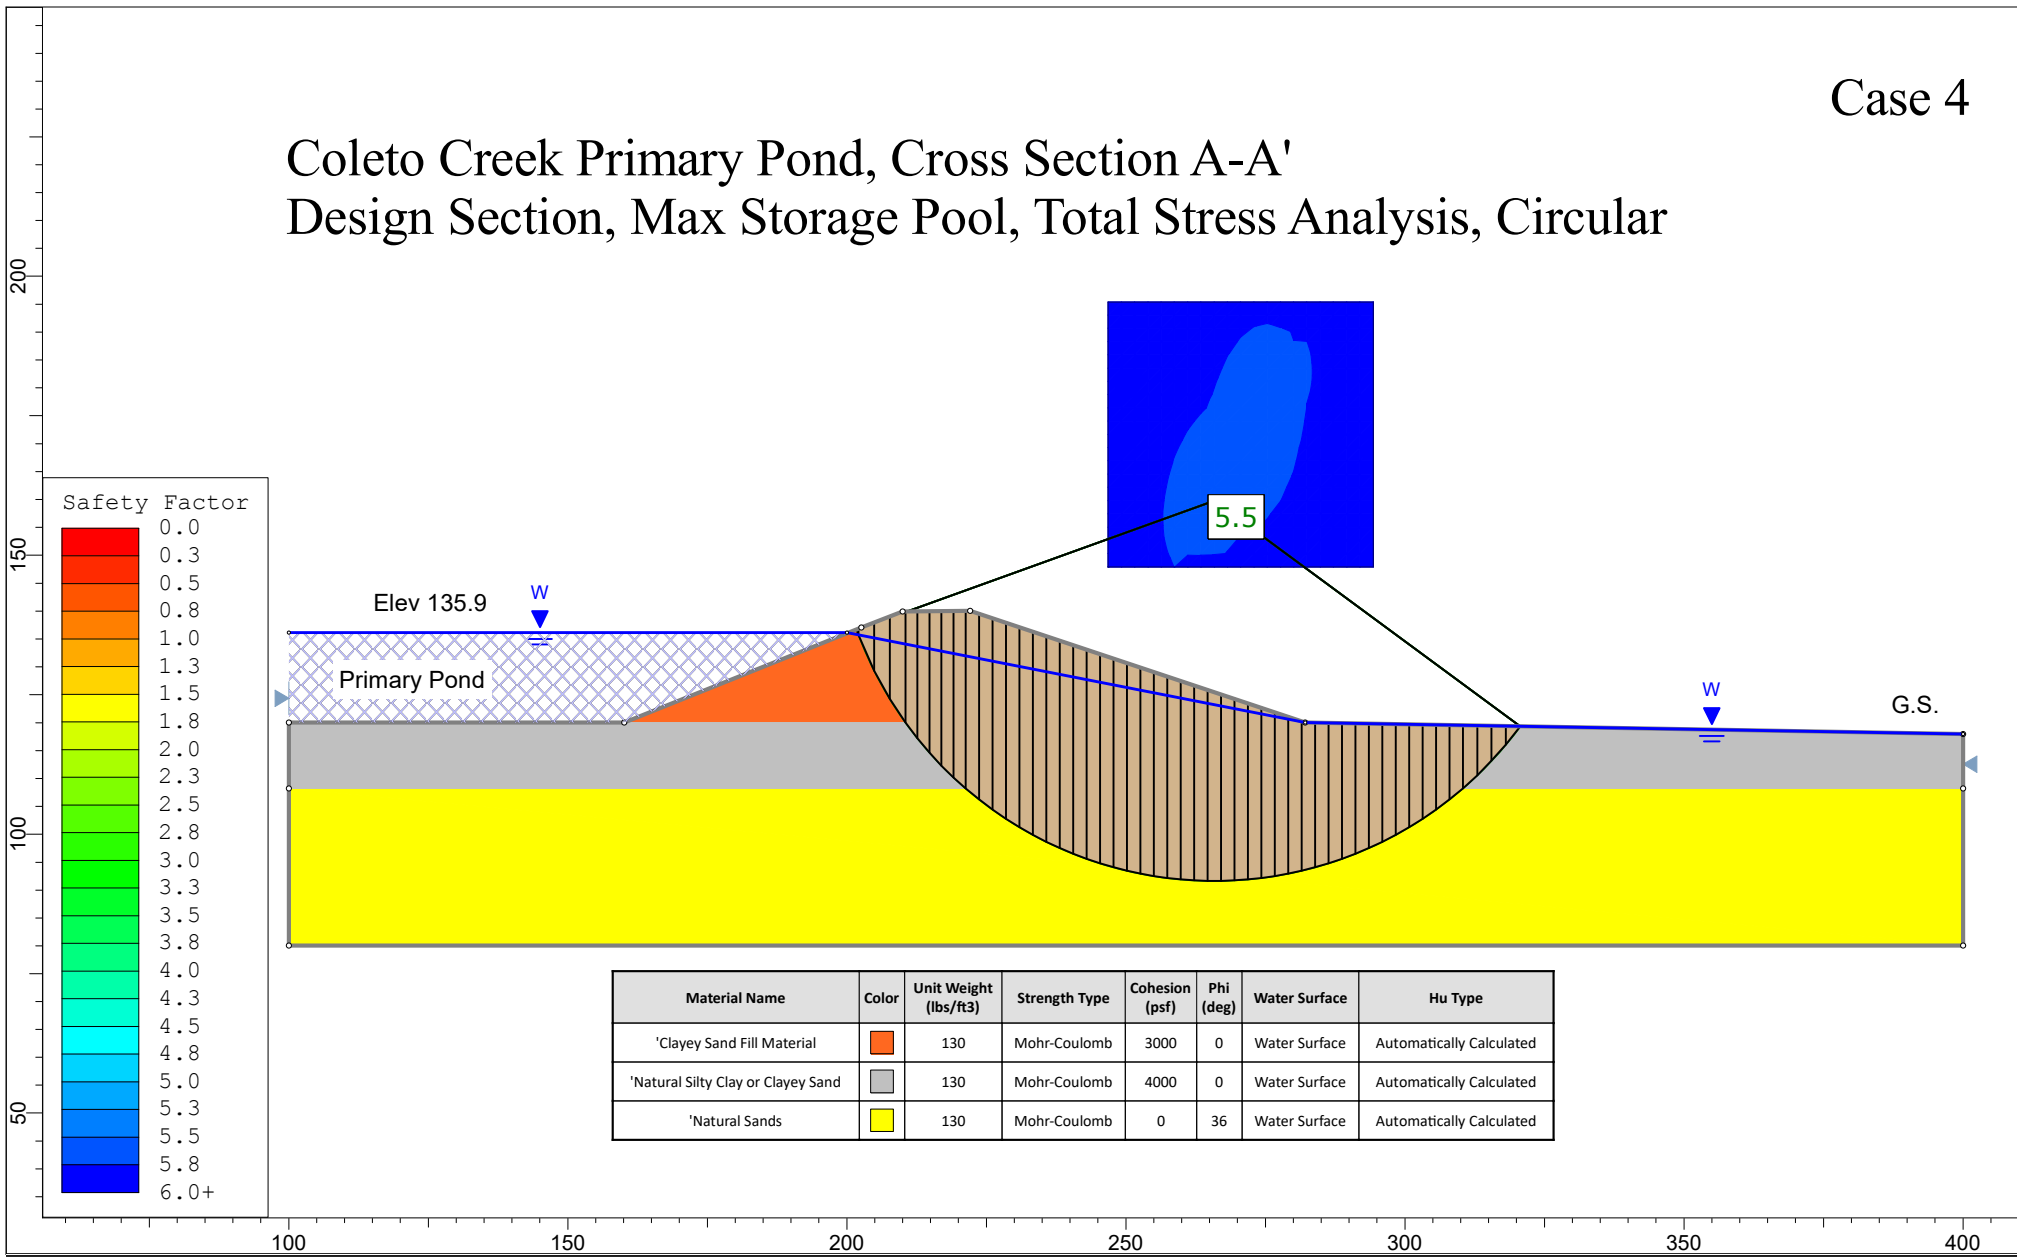 Case 4
Coleto Creek Primary Pond, Cross Section A-A'
Design Section, Max Storage Pool, Total Stress Analysis, Circular
200
150
100
50
Safety Factor
0.0
0.3
0.5
0.8
1.0
1.3
1.5
1.8
2.0
2.3
2.5
2.8
3.0
3.3
3.5
3.8
4.0
4.3
4.5
4.8
5.0
5.3
5.5
5.8
6.0+
5.5
Elev 135.9
W
Primary Pond
W
G.S.
Material Name Color Unit Weight (lbs/ft3) Strength Type Cohesion (psf) Phi (deg) Water Surface Hu Type
'Clayey Sand Fill Material 130 Mohr-Coulomb 3000 0 Water Surface Automatically Calculated
'Natural Silty Clay or Clayey Sand 130 Mohr-Coulomb 4000 0 Water Surface Automatically Calculated
'Natural Sands 130 Mohr-Coulomb 0 36 Water Surface Automatically Calculated
100 150 200 250 300 350 400